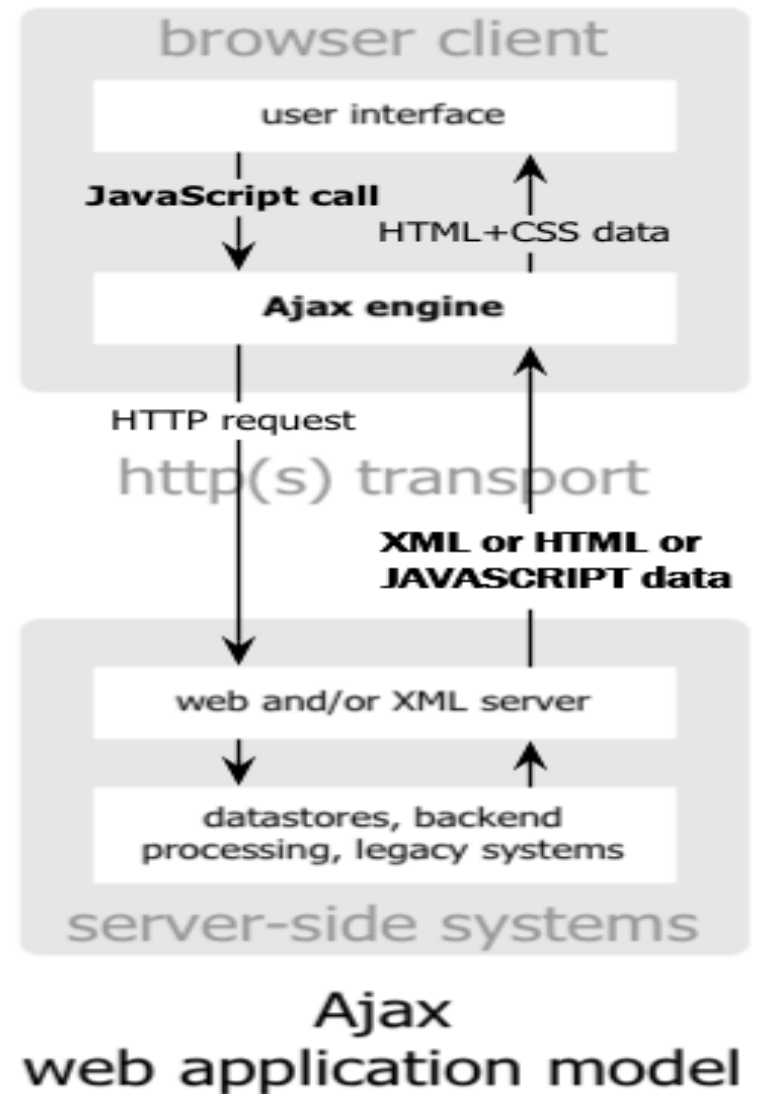 browser client
user interface
JavaScript call
HTML+CSS data
Ajax engine
HTTP request
http(s) transport
XML or HTML or
JAVASCRIPT data
web and/or XML server
datastores, backend
processing, legacy systems
server-side systems
Ajax
web application model